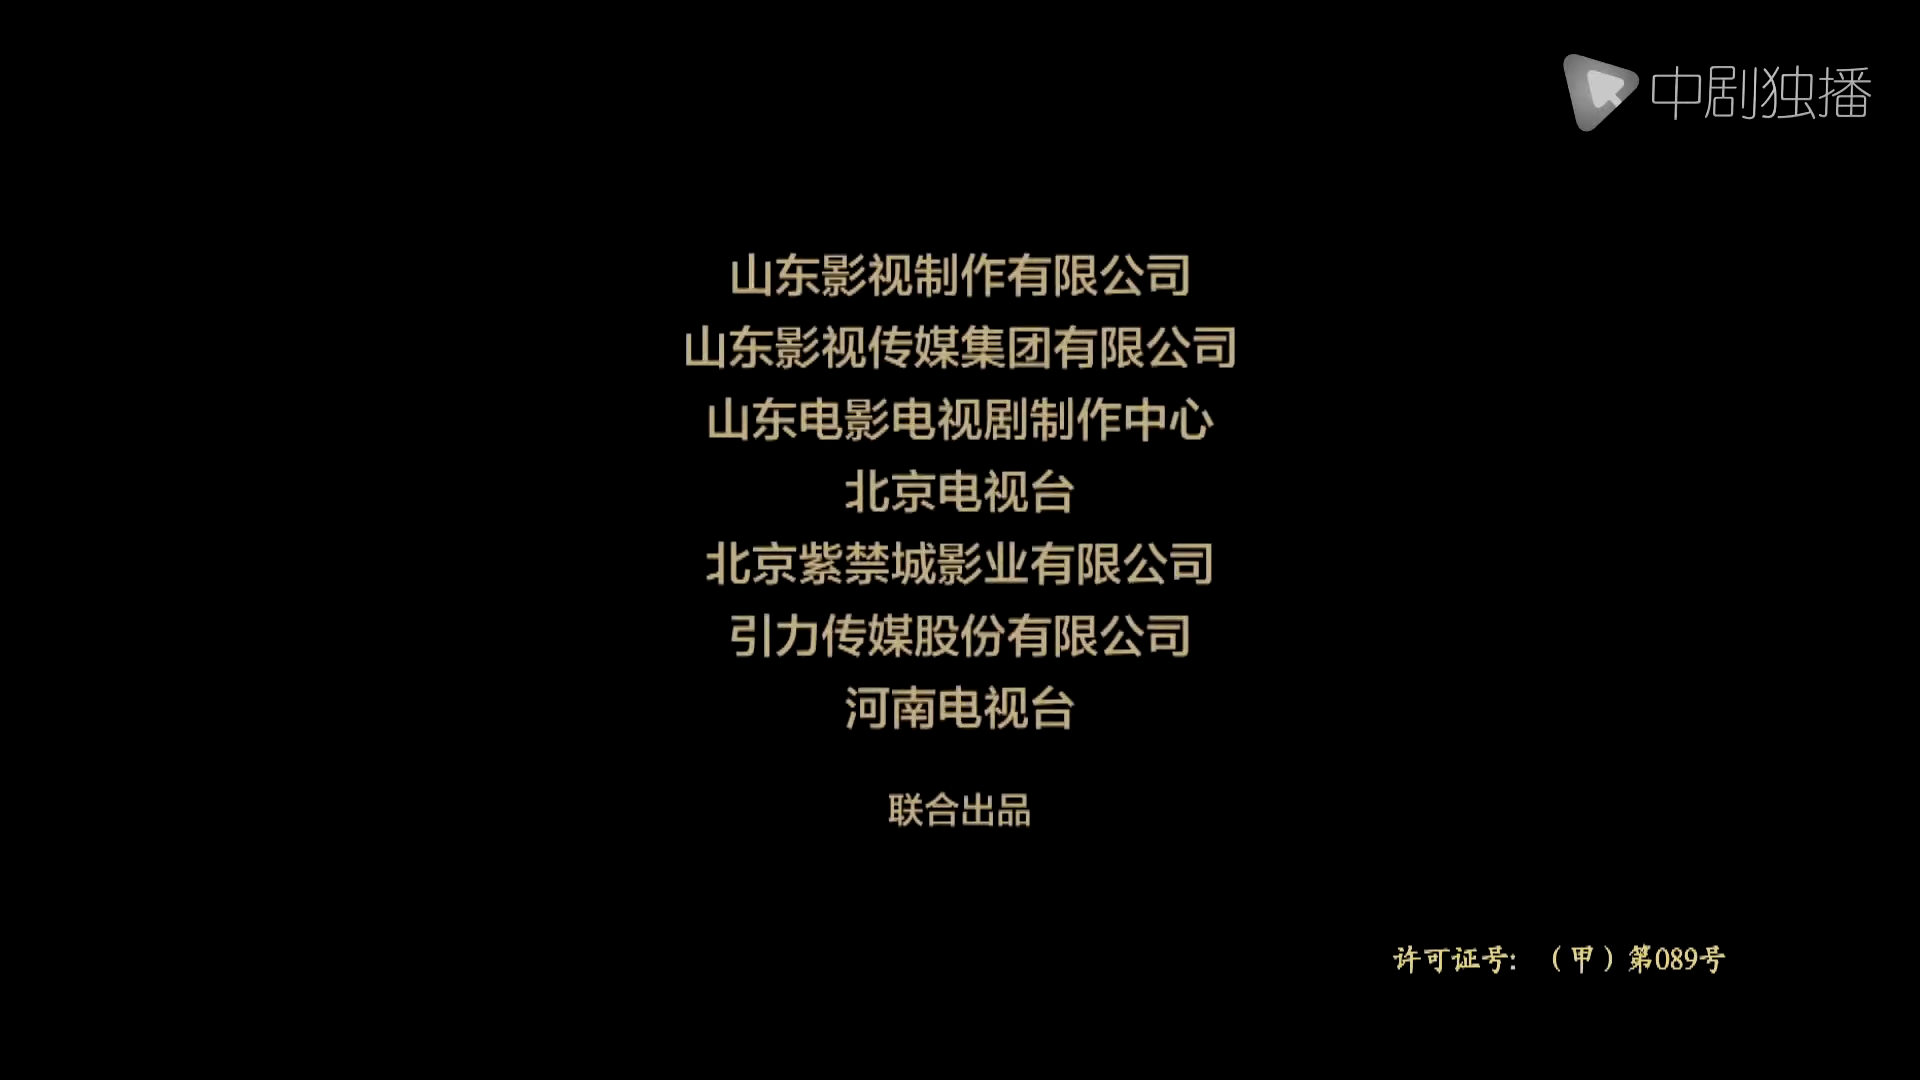 中剧独播
山东影视制作有限公司
山东影视传媒集团有限公司
山东电影电视剧制作中心
北京电视台
北京紫禁城影业有限公司
引力传媒股份有限公司
河南电视台
联合出品
许可证号:（甲）第089号